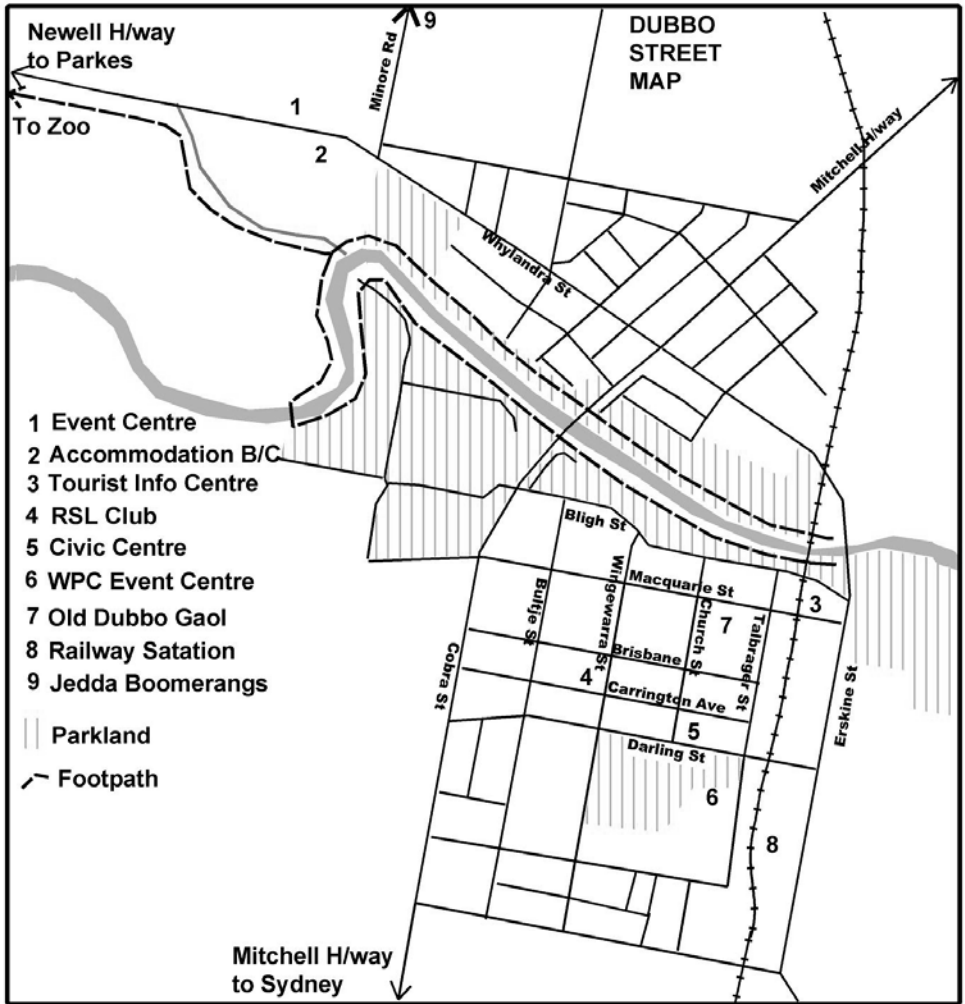 Newell H/way
to Parkes
9
DUBBO
STREET
MAP
Minore Rd
1
To Zoo
2
Mitchell H/way
Whylandra St
1 Event Centre
2 Accommodation B/C
3 Tourist Info Centre
4 RSL Club
5 Civic Centre
6 WPC Event Centre
7 Old Dubbo Gaol
8 Railway Satation
9 Jedda Boomerangs
Parkland
Footpath
Bligh St
Macquarie St
3
Bultje St
Wingewarra St
Church St
7
Talbrager St
Cobra St
Brisbane
4
Carrington Ave
Erskine St
5
Darling St
6
8
Mitchell H/way
to Sydney